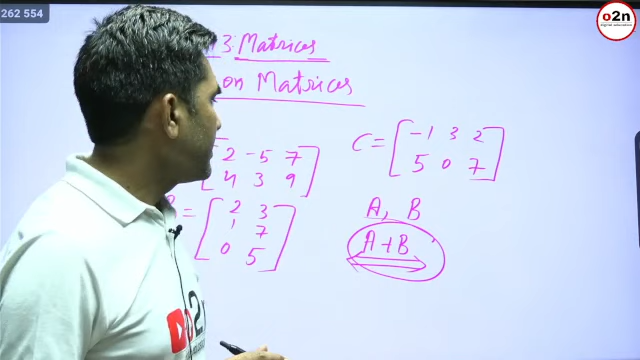 262 554
o2n
3 Matrices
on Matrices
2 -5 7
4 3 9
C = [ -1 3 2
5 0 7 ]
= [ 2 3
1 7
0 5 ]
A, B
A+B